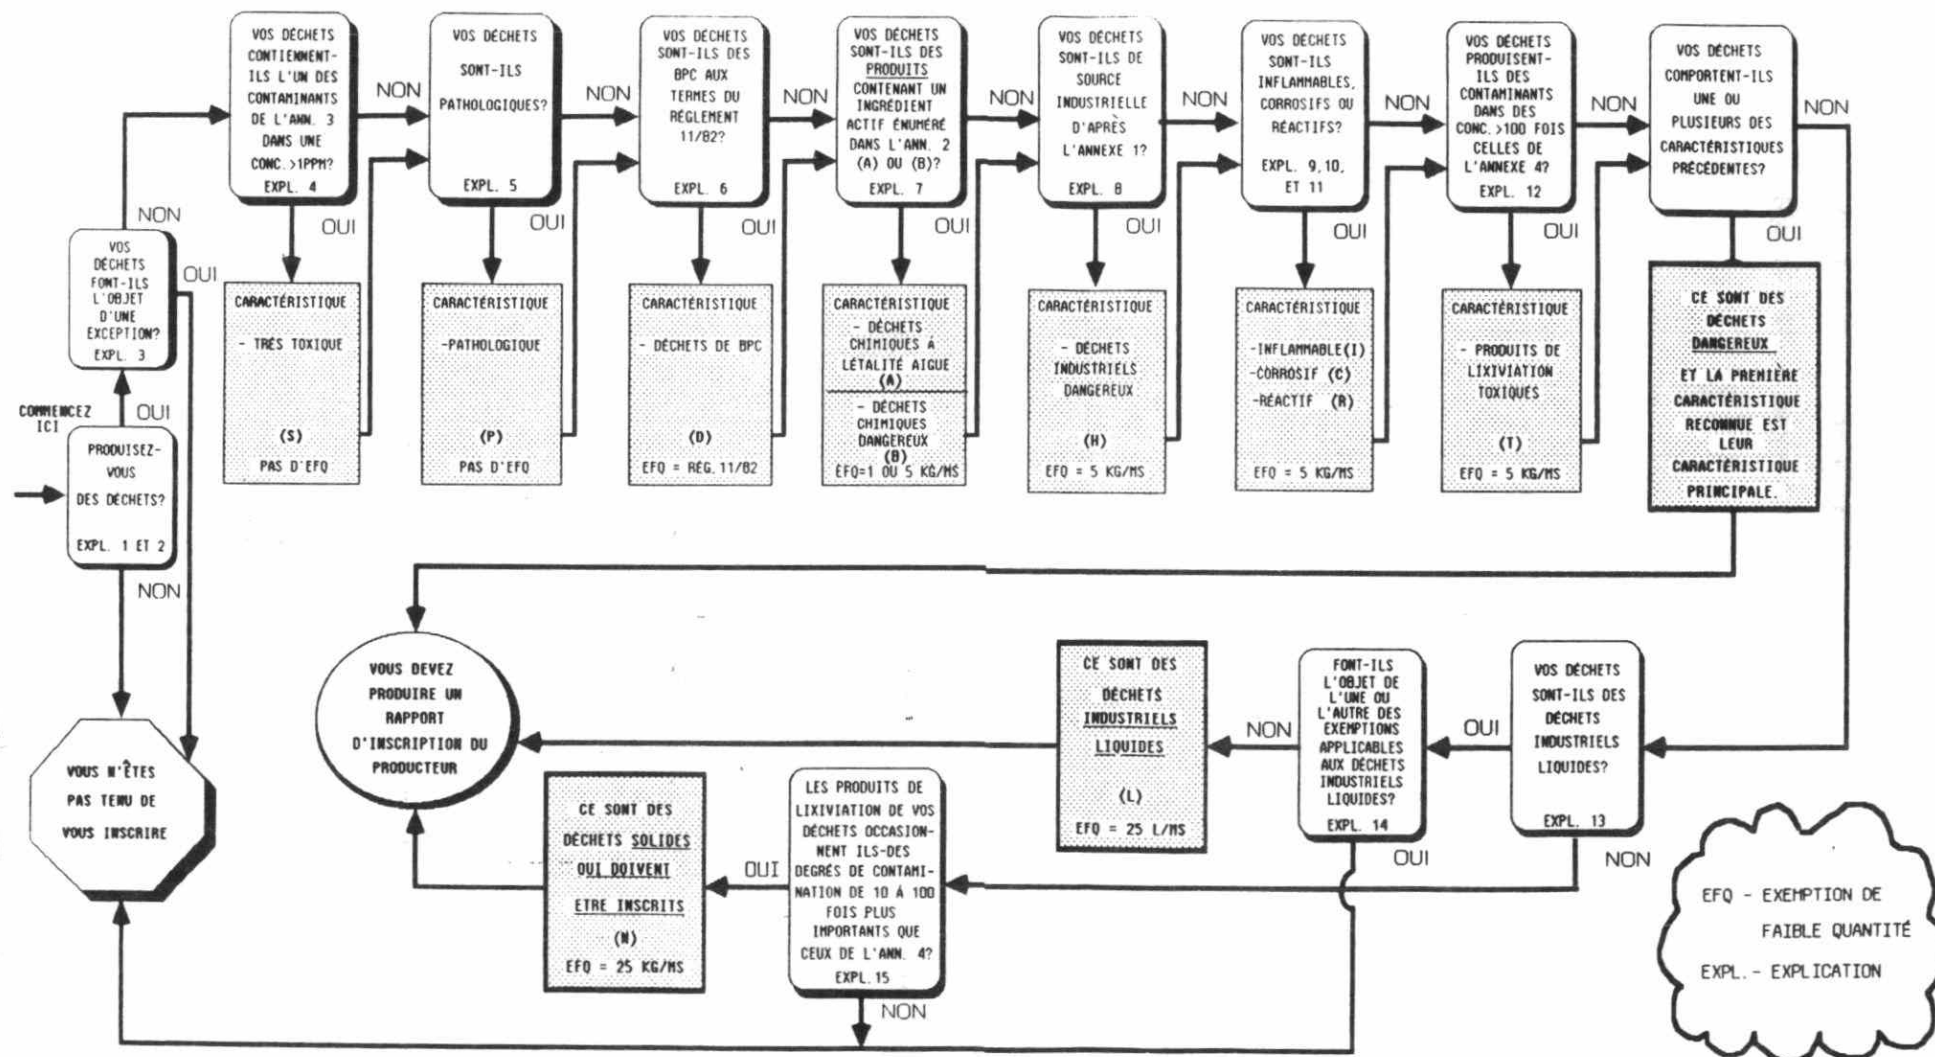 VOS DÉCHETS
CONTIENMENT-
ILS L'UN DES
CONTAMINANTS
DE L'ANN. 3
DANS UNE
CONC. >1PPM?
EXPL. 4
NON
OUI
VOS DÉCHETS
SONT-ILS
PATHOLOGIQUES?
EXPL. 5
NON
OUI
VOS DÉCHETS
SONT-ILS DES
BPC AUX
TERMES DU
RÉGLEMENT
11/82?
EXPL. 6
NON
OUI
VOS DÉCHETS
SONT-ILS DES
PRODUITS
CONTENANT UN
INGRÉDIENT
ACTIF ÉNUMÉRÉ
DANS L'ANN. 2
(A) OU (B)?
EXPL. 7
NON
OUI
VOS DÉCHETS
SONT-ILS DE
SOURCE
INDUSTRIELLE
D'APRÈS
L'ANNEXE 1?
EXPL. 8
NON
OUI
VOS DÉCHETS
SONT-ILS
INFLAMMABLES,
CORROSIFS OU
RÉACTIFS?
EXPL. 9,10,
ET 11
NON
OUI
VOS DÉCHETS
PRODUISENT-
ILS DES
CONTAMINANTS
DANS DES
CONC. >100 FOIS
CELLES DE
L'ANNEXE 4?
EXPL. 12
NON
OUI
VOS DÉCHETS
COMPORTENT-ILS
UNE OU
PLUSIEURS DES
CARACTÉRISTIQUES
PRÉCÉDENTES?
NON
OUI
NON
VOS
DÉCHETS
FONT-ILS
L'OBJET
D'UNE
EXCEPTION?
EXPL. 3
OUI
CARACTÉRISTIQUE
- TRÉS TOXIQUE
(S)
PAS D'EFQ
CARACTÉRISTIQUE
-PATHOLOGIQUE
(P)
PAS D'EFQ
CARACTÉRISTIQUE
- DÉCHETS DE BPC
(D)
EFQ = RÉG. 11/82
CARACTÉRISTIQUE
- DÉCHETS
CHIMIQUES Á
LÉTALITÉ AIGUE
(A)
- DÉCHETS
CHIMIQUES
DANGEREUX
(B)
EFQ=1 OU 5 KG/MS
CARACTÉRISTIQUE
- DÉCHETS
INDUSTRIELS
DANGEREUX
(H)
EFQ = 5 KG/MS
CARACTÉRISTIQUE
-INFLAMMABLE(I)
-CORROSIF (C)
-RÉACTIF (R)
EFQ = 5 KG/MS
CARACTÉRISTIQUE
- PRODUITS DE
LIXIVIATION
TOXIQUES
(T)
EFQ = 5 KG/MS
CE SONT DES
DÉCHETS
DANGEREUX
ET LA PREMIÈRE
CARACTÉRISTIQUE
RECONNUE EST
LEUR
CARACTÉRISTIQUE
PRINCIPALE.
COMMENCEZ
ICI
OUI
PRODUISEZ-
VOUS
DES DÉCHETS?
EXPL. 1 ET 2
NON
VOUS N'ÊTES
PAS TENU DE
VOUS INSCRIRE
VOUS DEVEZ
PRODUIRE UN
RAPPORT
D'INSCRIPTION DU
PRODUCTEUR
CE SONT DES
DÉCHETS
INDUSTRIELS
LIQUIDES
(L)
EFQ = 25 L/MS
NON
FONT-ILS
L'OBJET DE
L'UNE OU
L'AUTRE DES
EXEMPTIONS
APPLICABLES
AUX DÉCHETS
INDUSTRIELS
LIQUIDES?
EXPL. 14
OUI
OUI
VOS DÉCHETS
SONT-ILS DES
DÉCHETS
INDUSTRIELS
LIQUIDES?
EXPL. 13
NON
CE SONT DES
DÉCHETS SOLIDES
QUI DOIVENT
ETRE INSCRITS
(N)
EFQ = 25 KG/MS
OUI
LES PRODUITS DE
LIXIVIATION DE VOS
DÉCHETS OCCASION-
NENT ILS-DES
DEGRÉS DE CONTAMI-
NATION DE 10 Á 100
FOIS PLUS
IMPORTANTS QUE
CEUX DE L'ANN. 4?
EXPL.15
NON
EFQ - EXEMPTION DE
FAIBLE QUANTITÉ
EXPL.- EXPLICATION